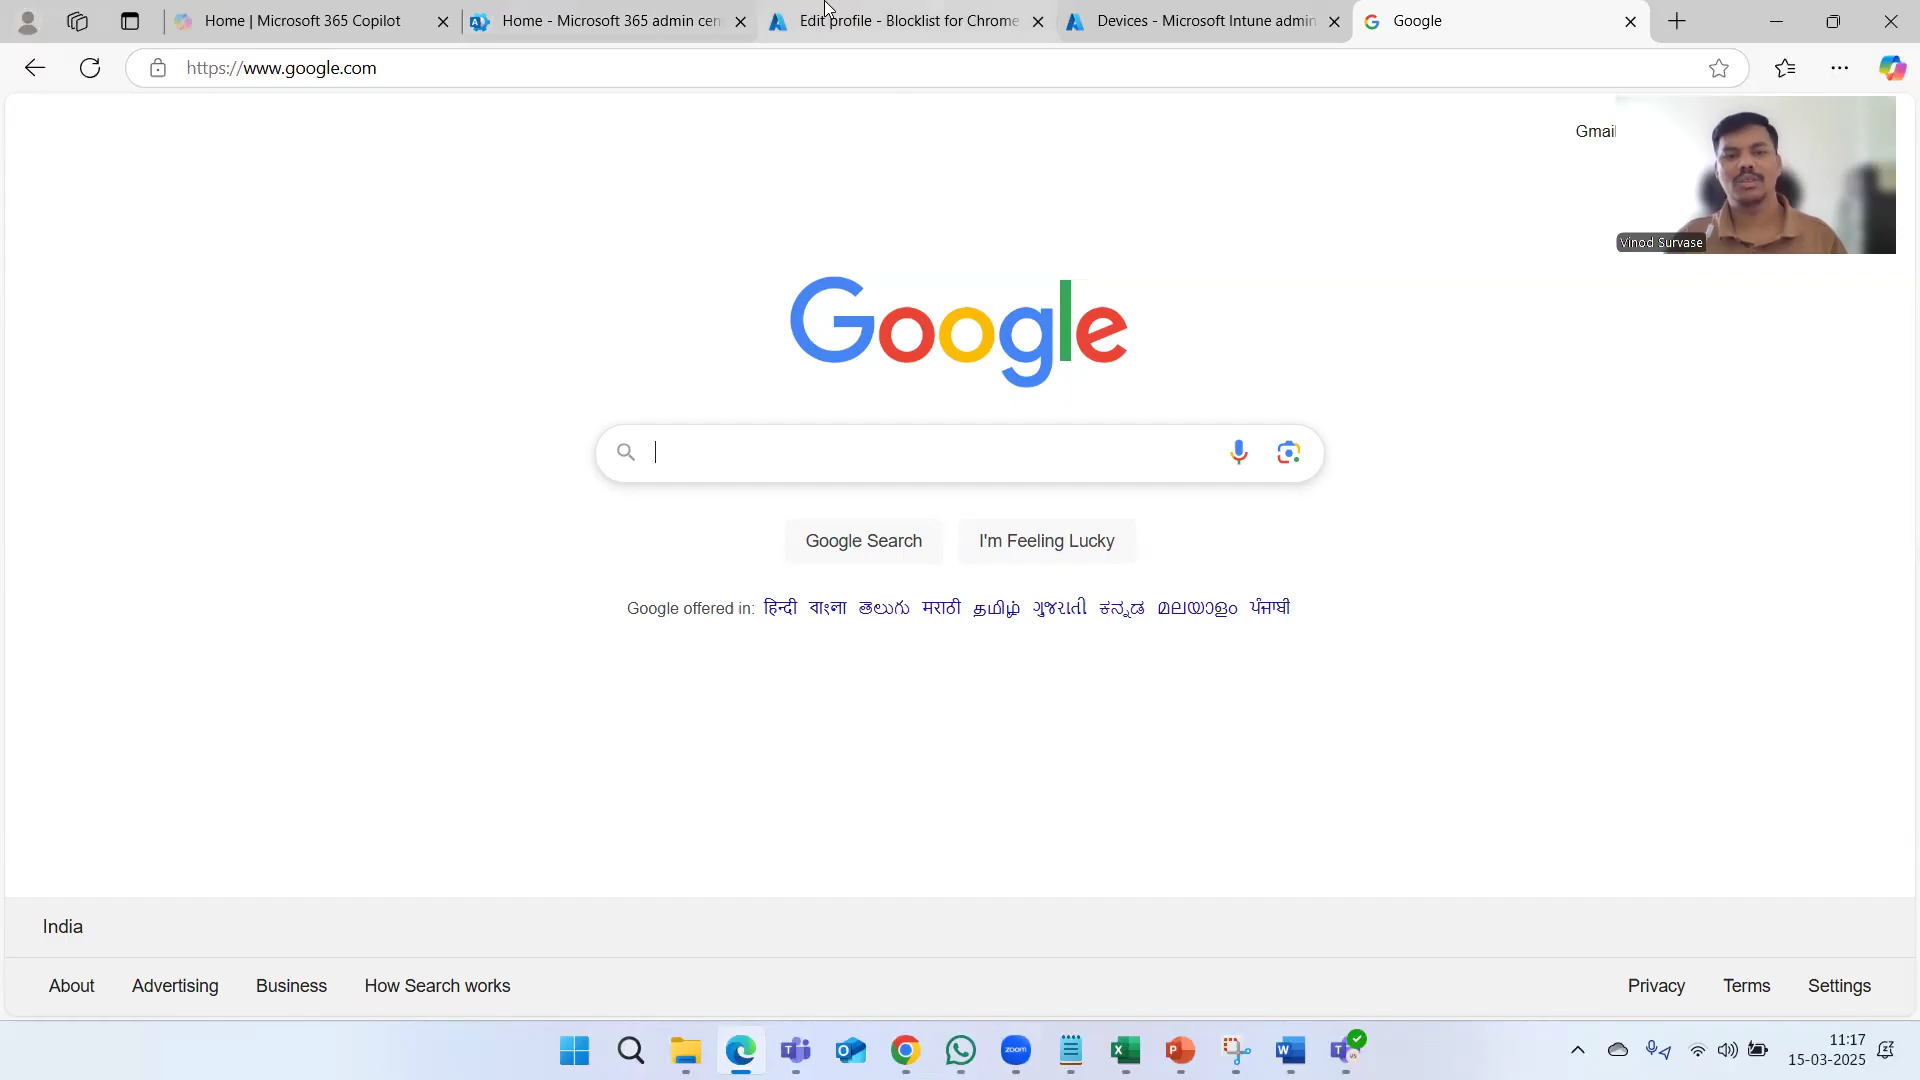 Home | Microsoft 365 Copilot
Home - Microsoft 365 admin cen
Edit profile - Blocklist for Chrome
Devices - Microsoft Intune admin
Google
https://www.google.com
Gmail
Vinod Survase
Google
Google Search
I'm Feeling Lucky
Google offered in: हिन्दी বাংলা తెలుగు मराठी தமிழ் ગુજરાતી ಕನ್ನಡ മലയാളം ਪੰਜਾਬੀ
India
About Advertising Business How Search works
Privacy Terms Settings
zoom
11:17
15-03-2025